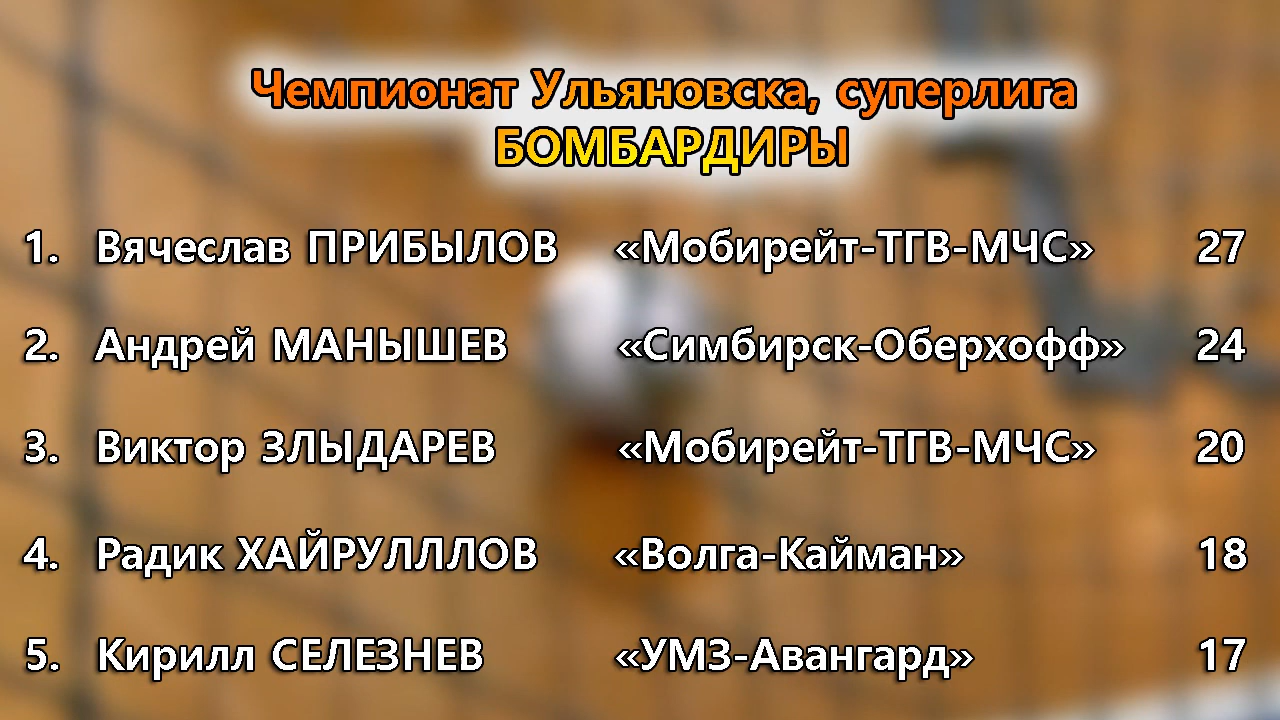 Чемпионат Ульяновска, суперлига
БОМБАРДИРЫ
1. Вячеслав ПРИБЫЛОВ «Мобирейт-ТГВ-МЧС» 27
2. Андрей МАНЫШЕВ «Симбирск-Оберхофф» 24
3. Виктор ЗЛЫДАРЕВ «Мобирейт-ТГВ-МЧС» 20
4. Радик ХАЙРУЛЛЛОВ «Волга-Кайман» 18
5. Кирилл СЕЛЕЗНЕВ «УМЗ-Авангард» 17